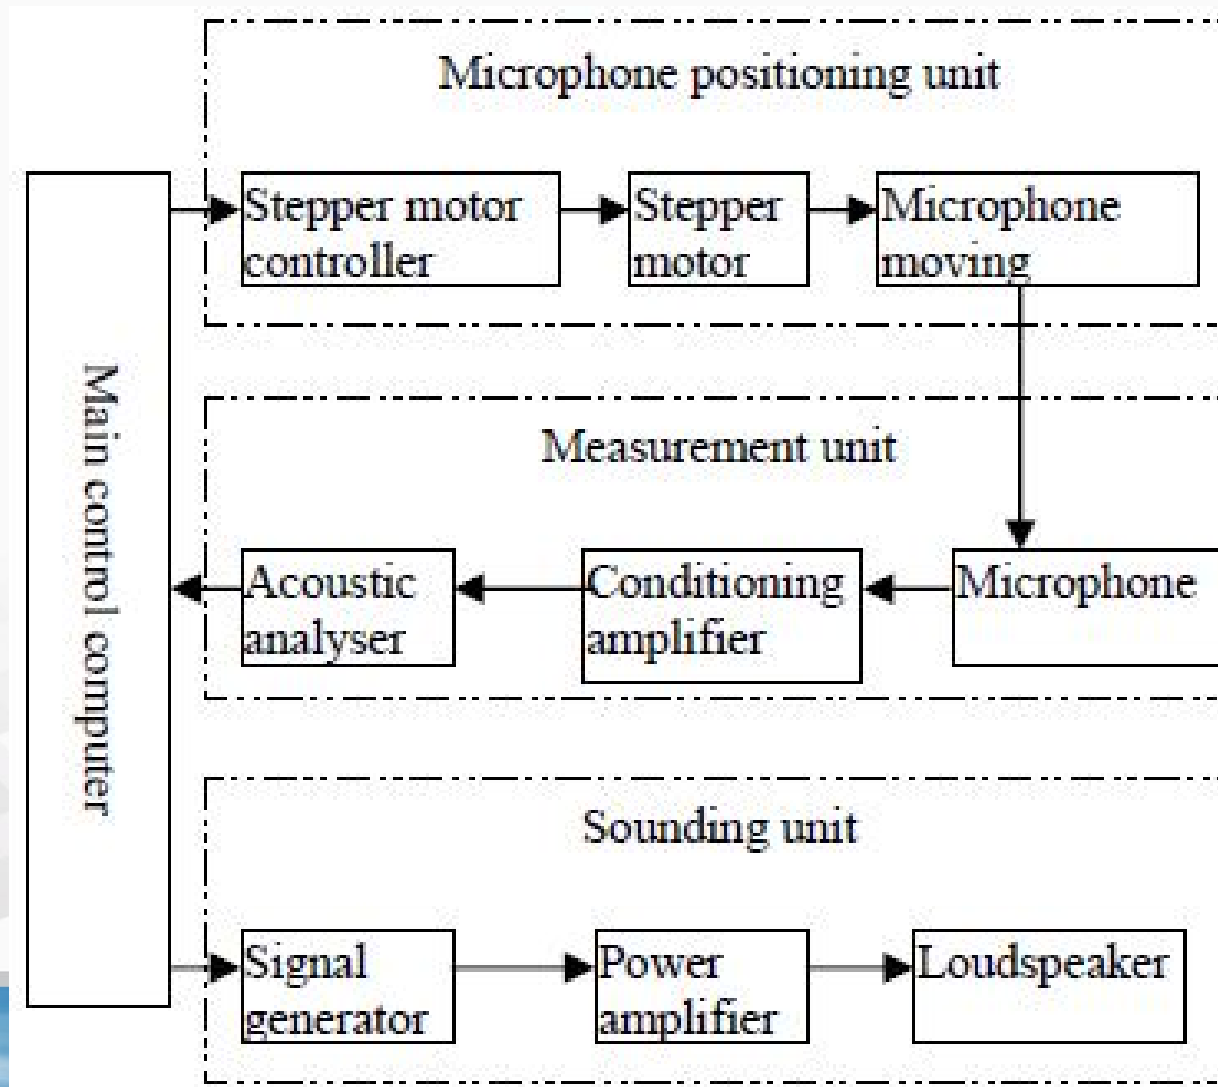 Microphone positioning unit
Stepper motor
controller
Stepper
motor
Microphone
moving
Main control computer
Measurement unit
Acoustic
analyser
Conditioning
amplifier
Microphone
Sounding unit
Signal
generator
Power
amplifier
Loudspeaker